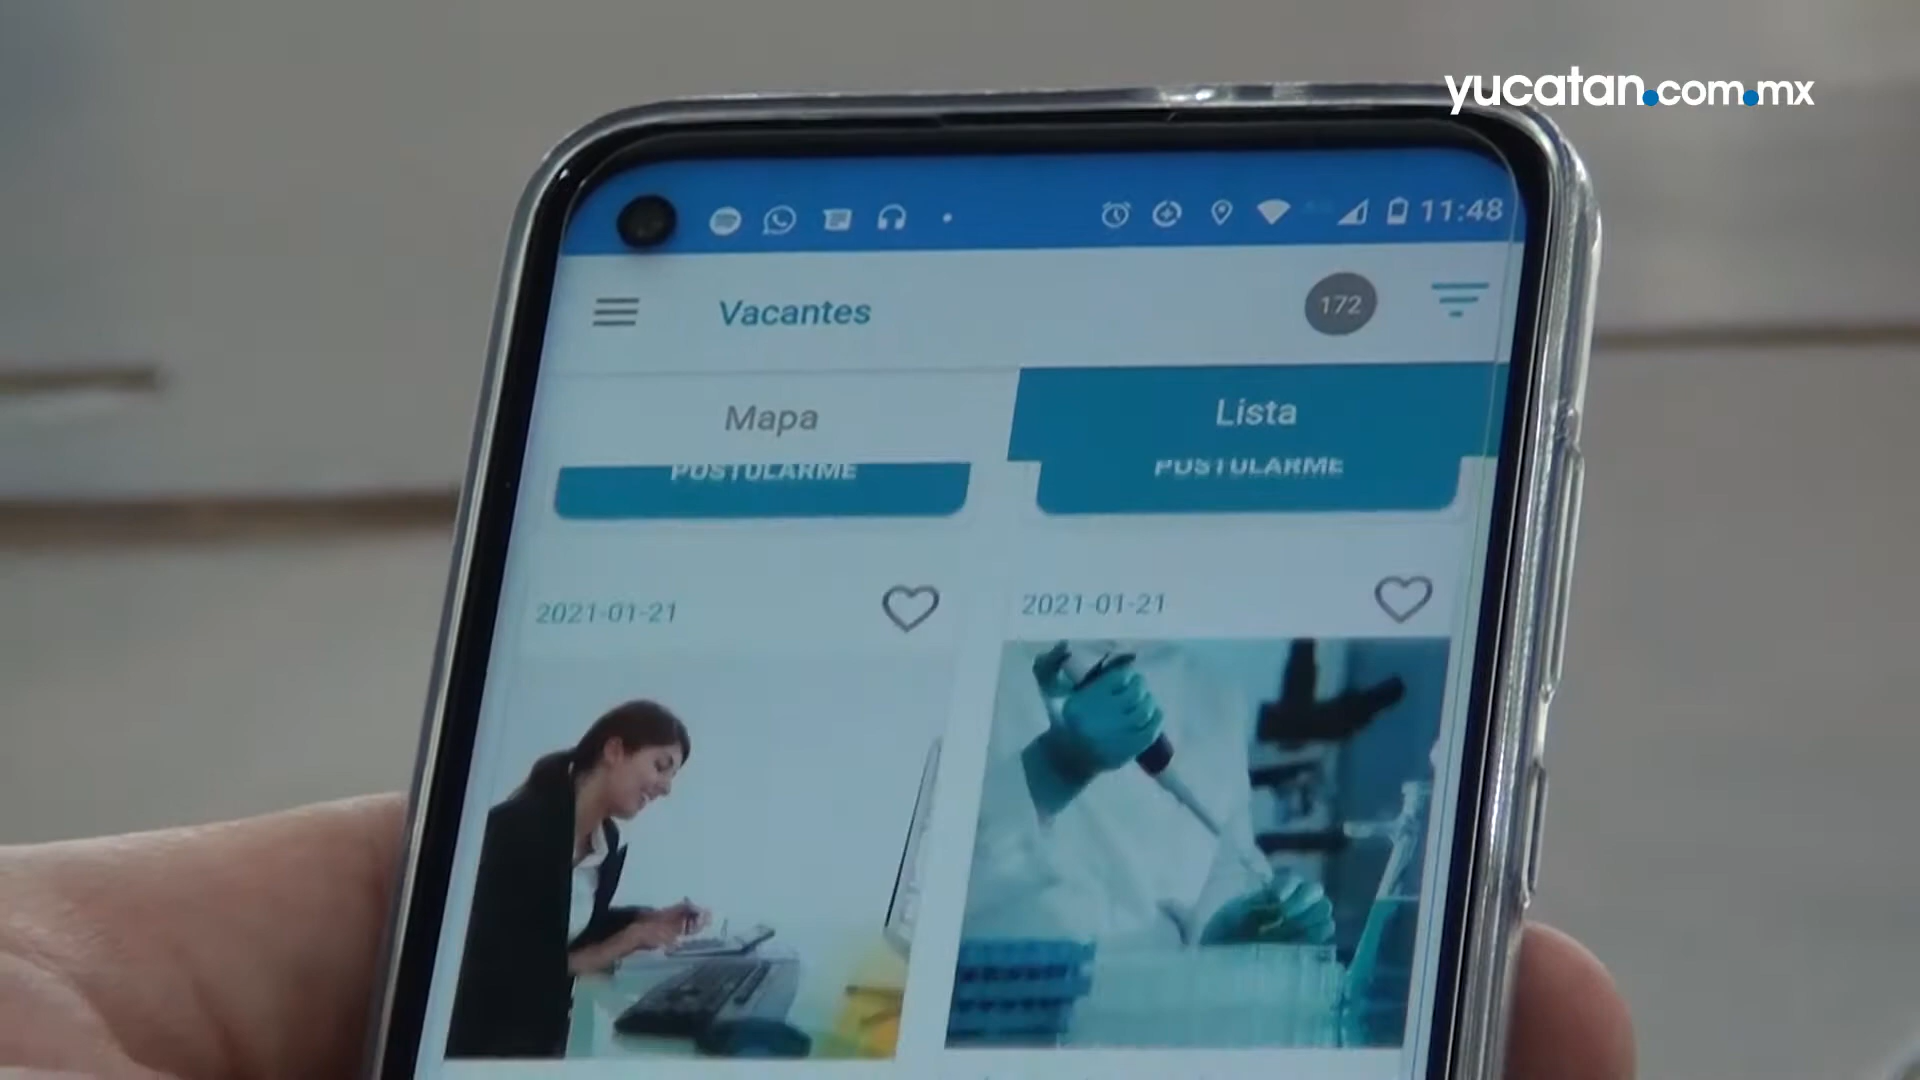 yucatan.com.mx
11:48
Vacantes
172
Mapa
Lista
POSTULARME
POSTULARME
2021-01-21
2021-01-21